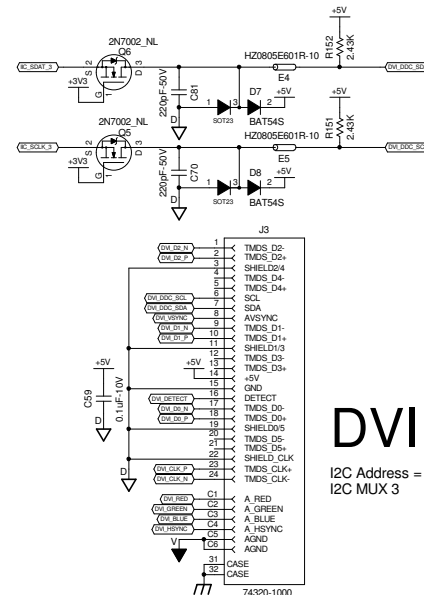 +5V
2N7002_NL
Q6
HZ0805E601R-10
R152
2.43K
IIC_SDAT_3
2
S
D
3
E4
DVI_DDC_SD
+3V3
G
1
220pF-50V
C81
D7
+5V
+5V
1
3
2
D
SOT23
BAT54S
2N7002_NL
Q5
HZ0805E601R-10
R151
2.43K
IIC_SCLK_3
2
S
D
3
E5
DVI_DDC_SC
+3V3
G
1
220pF-50V
C70
D8
+5V
1
3
2
D
SOT23
BAT54S
J3
DVI_D2_N 1 TMDS_D2-
DVI_D2_P 2 TMDS_D2+
3 SHIELD2/4
4 TMDS_D4-
5 TMDS_D4+
DVI_DDC_SCL 6 SCL
DVI_DDC_SDA 7 SDA
DVI_VSYNC 8 AVSYNC
DVI_D1_N 9 TMDS_D1-
DVI_D1_P 10 TMDS_D1+
11 SHIELD1/3
12 TMDS_D3-
13 TMDS_D3+
+5V +5V 14 +5V
15 GND
C59
0.1uF-10V
D
DVI_DETECT 16 DETECT
DVI_D0_N 17 TMDS_D0-
DVI_D0_P 18 TMDS_D0+
19 SHIELD0/5
20 TMDS_D5-
21 TMDS_D5+
22 SHIELD_CLK
DVI_CLK_P 23 TMDS_CLK+
DVI_CLK_N 24 TMDS_CLK-
D
DVI_RED C1 A_RED
DVI_GREEN C2 A_GREEN
DVI_BLUE C3 A_BLUE
DVI_HSYNC C4 A_HSYNC
C5 AGND
V
C6 AGND
31 CASE
32 CASE
74320-1000
DVI
I2C Address =
I2C MUX 3